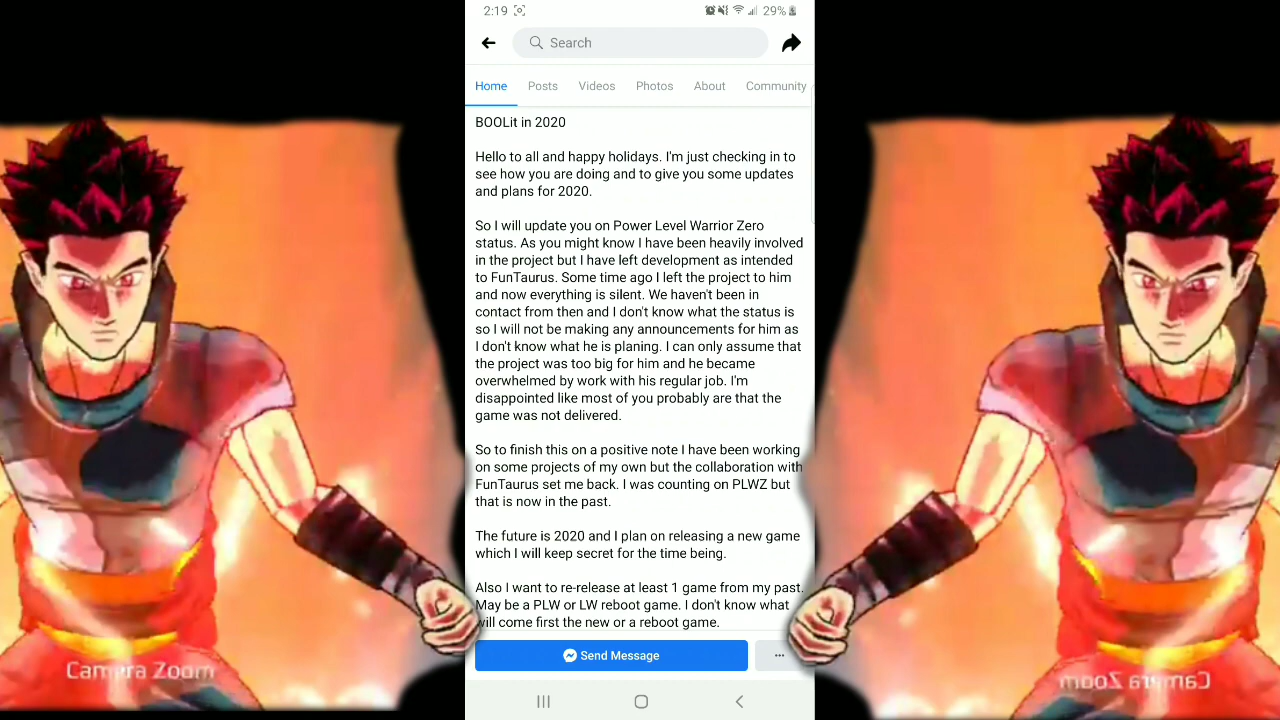 2:19
29%
Search
Home Posts Videos Photos About Community
BOOLit in 2020
Hello to all and happy holidays. I'm just checking in to
see how you are doing and to give you some updates
and plans for 2020.
So I will update you on Power Level Warrior Zero
status. As you might know I have been heavily involved
in the project but I have left development as intended
to FunTaurus. Some time ago I left the project to him
and now everything is silent. We haven't been in
contact from then and I don't know what the status is
so I will not be making any announcements for him as
I don't know what he is planing. I can only assume that
the project was too big for him and he became
overwhelmed by work with his regular job. I'm
disappointed like most of you probably are that the
game was not delivered.
So to finish this on a positive note I have been working
on some projects of my own but the collaboration with
FunTaurus set me back. I was counting on PLWZ but
that is now in the past.
The future is 2020 and I plan on releasing a new game
which I will keep secret for the time being.
Also I want to re-release at least 1 game from my past.
May be a PLW or LW reboot game. I don't know what
will come first the new or a reboot game.
Send Message
Camera Zoom
Camera Zoom